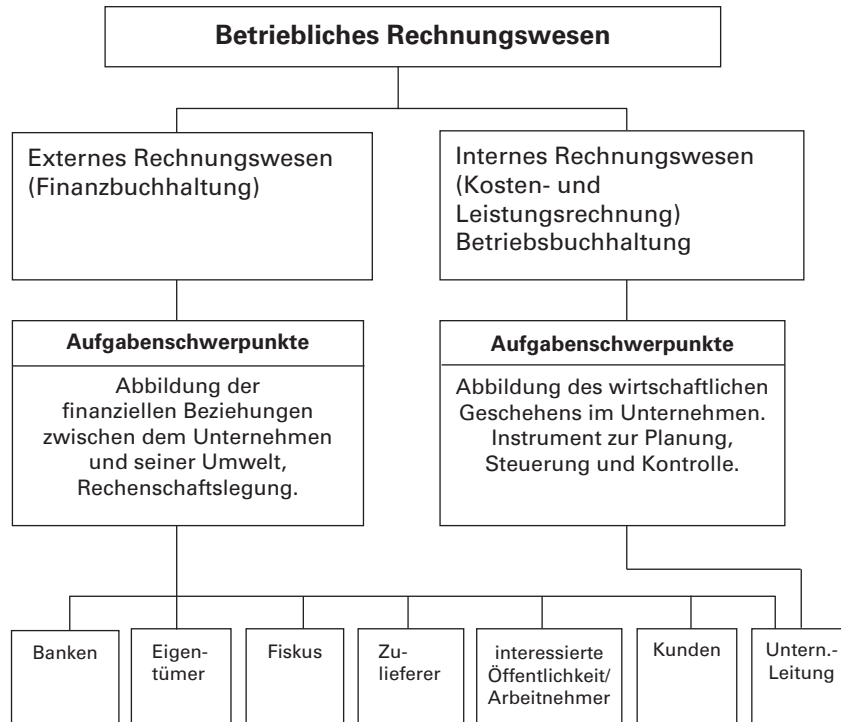 Betriebliches Rechnungswesen
Externes Rechnungswesen
(Finanzbuchhaltung)
Internes Rechnungswesen
(Kosten- und
Leistungsrechnung)
Betriebsbuchhaltung
Aufgabenschwerpunkte
Abbildung der
finanziellen Beziehungen
zwischen dem Unternehmen
und seiner Umwelt,
Rechenschaftslegung.
Aufgabenschwerpunkte
Abbildung des wirtschaftlichen
Geschehens im Unternehmen.
Instrument zur Planung,
Steuerung und Kontrolle.
Banken
Eigen-
tümer
Fiskus
Zu-
lieferer
interessierte
Öffentlichkeit/
Arbeitnehmer
Kunden
Untern.-
Leitung